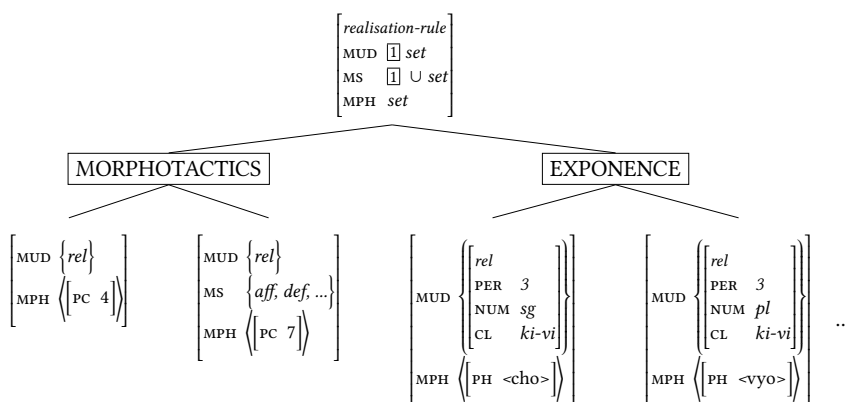 realisation-rule
MUD 1 set
MS 1 ∪ set
MPH set
MORPHOTACTICS
EXPONENCE
MUD {rel}
MPH ⟨[PC 4]⟩
MUD {rel}
MS {aff, def, ...}
MPH ⟨[PC 7]⟩
rel
PER 3
MUD
NUM sg
CL ki-vi
MPH ⟨[PH <cho>]⟩
rel
PER 3
MUD
NUM pl
CL ki-vi
MPH ⟨[PH <vyo>]⟩
..